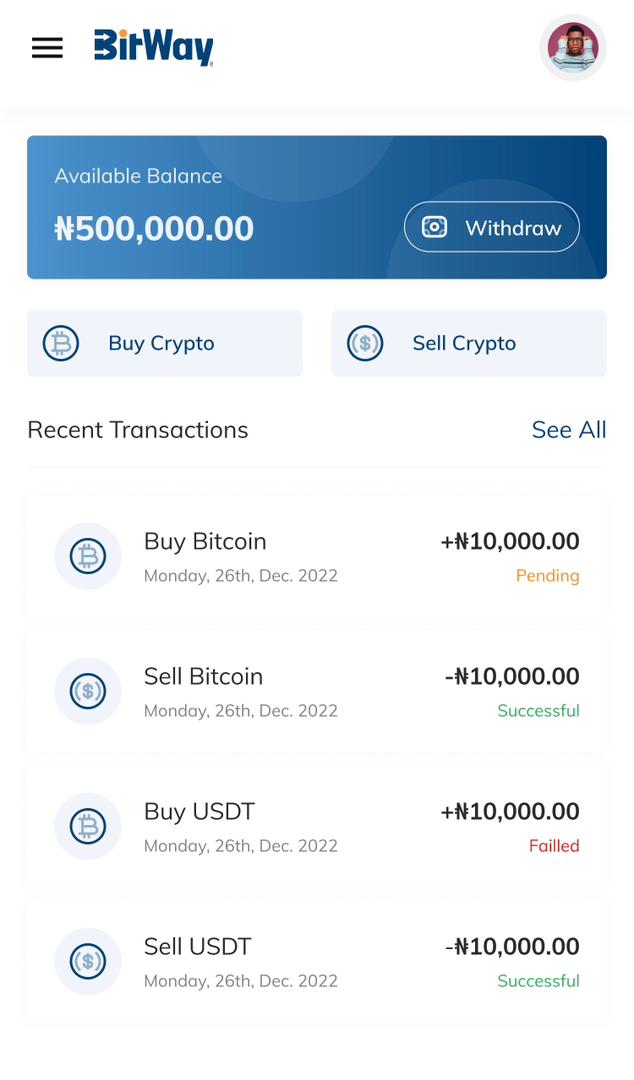 BitWay
Available Balance
₦500,000.00
Withdraw
Buy Crypto
Sell Crypto
Recent Transactions
See All
Buy Bitcoin
+₦10,000.00
Monday, 26th, Dec. 2022
Pending
Sell Bitcoin
-₦10,000.00
Monday, 26th, Dec. 2022
Successful
Buy USDT
+₦10,000.00
Monday, 26th, Dec. 2022
Failled
Sell USDT
-₦10,000.00
Monday, 26th, Dec. 2022
Successful